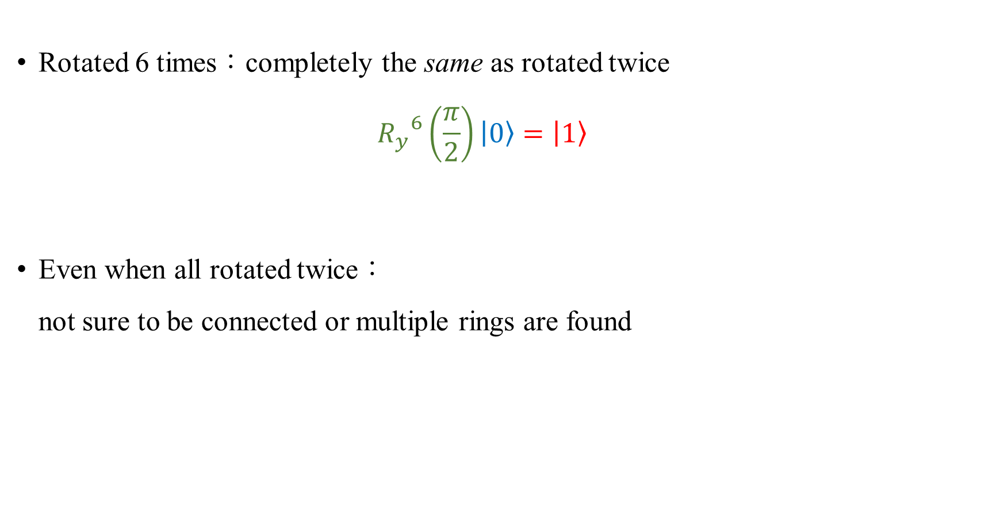 • Rotated 6 times：completely the same as rotated twice
$R_y{}^6\left(\frac{\pi}{2}\right)|0\rangle = |1\rangle$
• Even when all rotated twice：
not sure to be connected or multiple rings are found